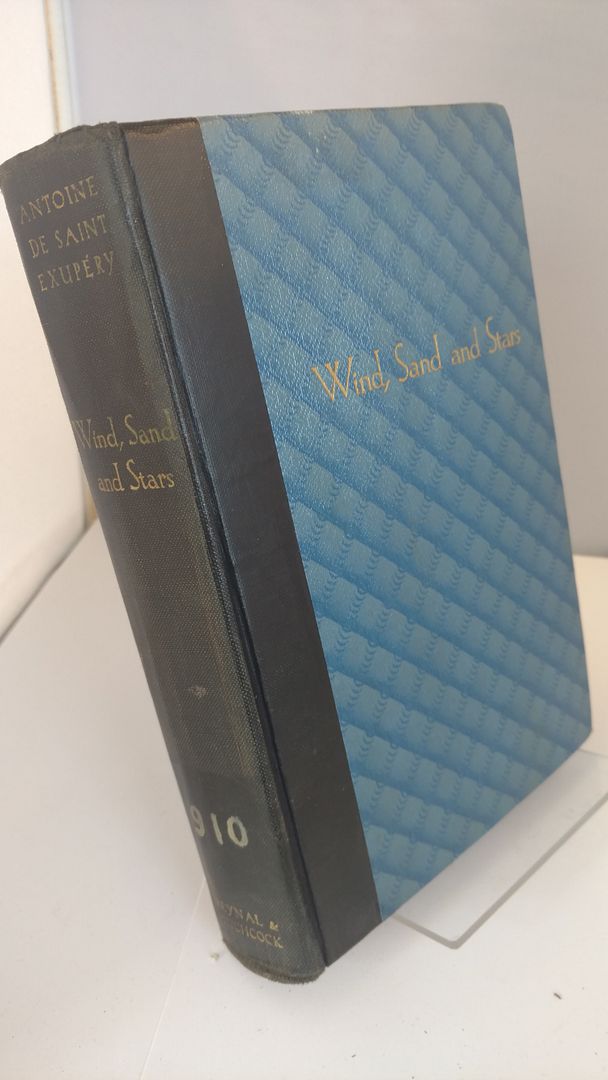 ANTOINE
DE SAINT
EXUPÉRY
Wind, Sand
and Stars
910
&
Wind, Sand and Stars